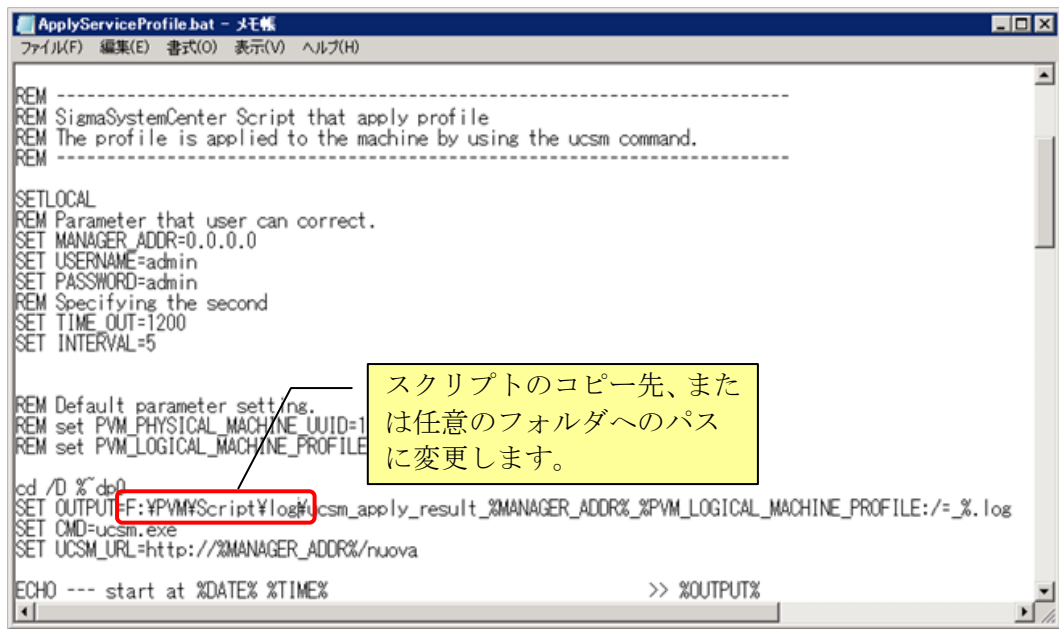 ApplyServiceProfile.bat - メモ帳
ファイル(F) 編集(E) 書式(O) 表示(V) ヘルプ(H)
REM -------------------------------------------------------------------------
REM SigmaSystemCenter Script that apply profile
REM The profile is applied to the machine by using the ucsm command.
REM -------------------------------------------------------------------------
SETLOCAL
REM Parameter that user can correct.
SET MANAGER_ADDR=0.0.0.0
SET USERNAME=admin
SET PASSWORD=admin
REM Specifying the second
SET TIME_OUT=1200
SET INTERVAL=5
REM Default parameter setting.
REM set PVM_PHYSICAL_MACHINE_UUID=1
REM set PVM_LOGICAL_MACHINE_PROFILE
スクリプトのコピー先、また
は任意のフォルダへのパス
に変更します。
cd /D %~dp0
SET OUTPUT=F:¥PVM¥Script¥log¥ucsm_apply_result_%MANAGER_ADDR%_%PVM_LOGICAL_MACHINE_PROFILE:/=_%.log
SET CMD=ucsm.exe
SET UCSM_URL=http://%MANAGER_ADDR%/nuova
ECHO --- start at %DATE% %TIME% >> %OUTPUT%